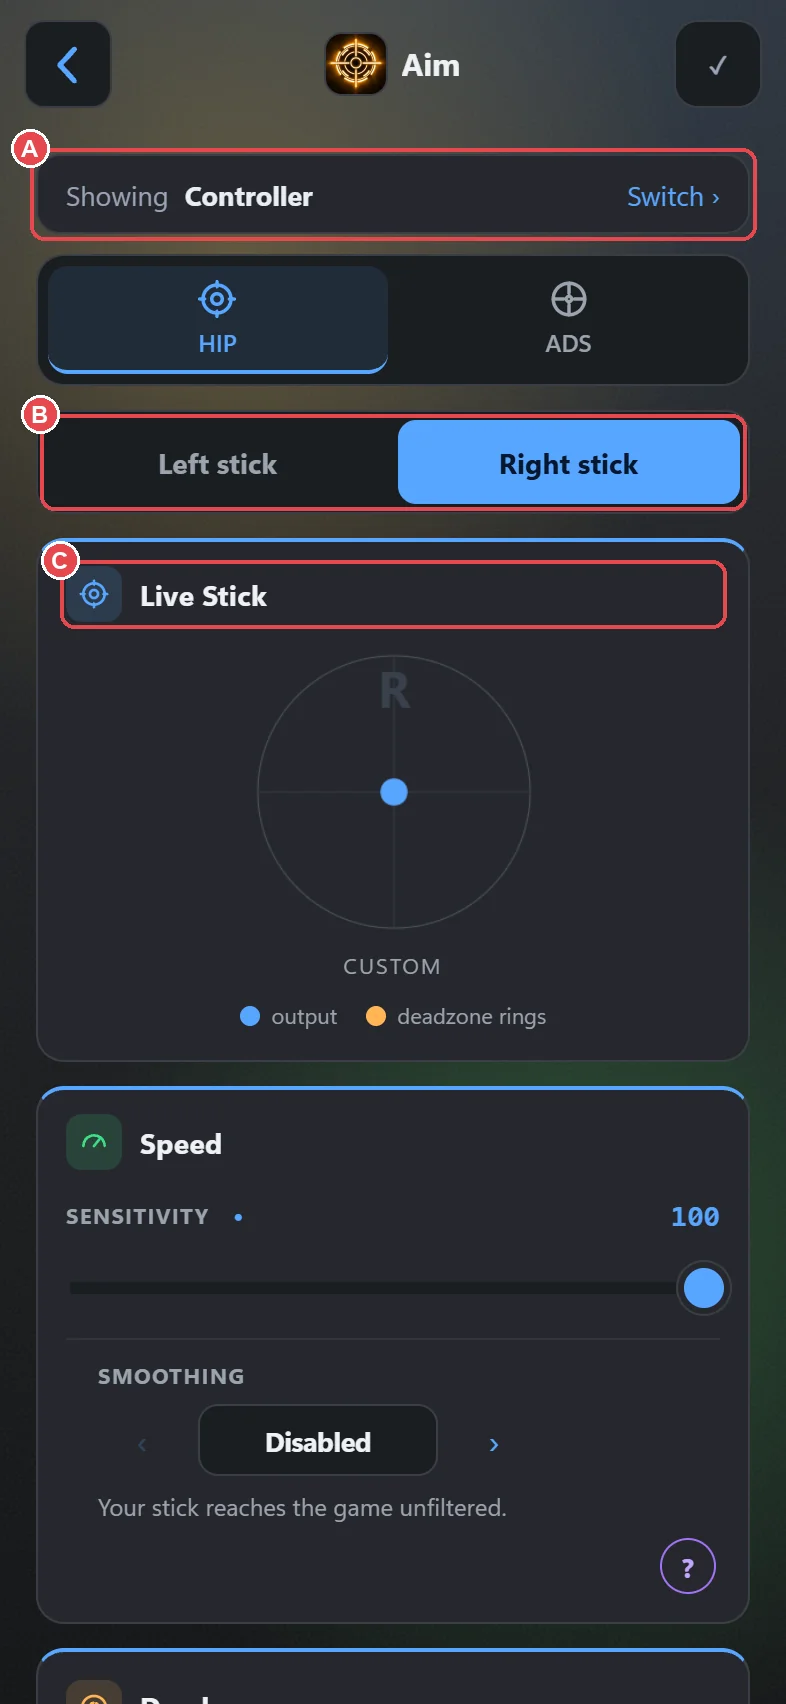 Aim
✓
A
Showing Controller Switch ›
HIP ADS
B
Left stick Right stick
C
Live Stick
R
CUSTOM
output deadzone rings
Speed
SENSITIVITY • 100
SMOOTHING
‹ Disabled ›
Your stick reaches the game unfiltered.
?